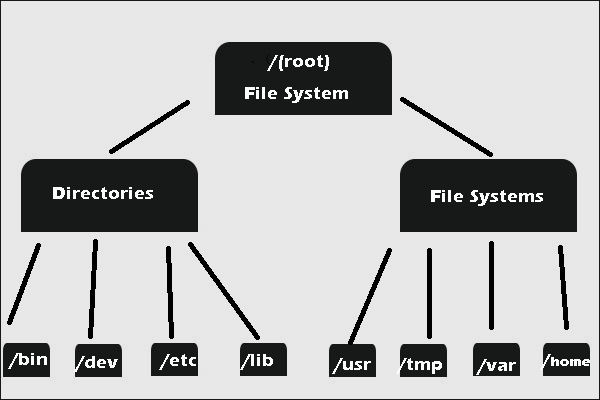 /(root)
File System
Directories
File Systems
/bin
/dev
/etc
/lib
/usr
/tmp
/var
/home